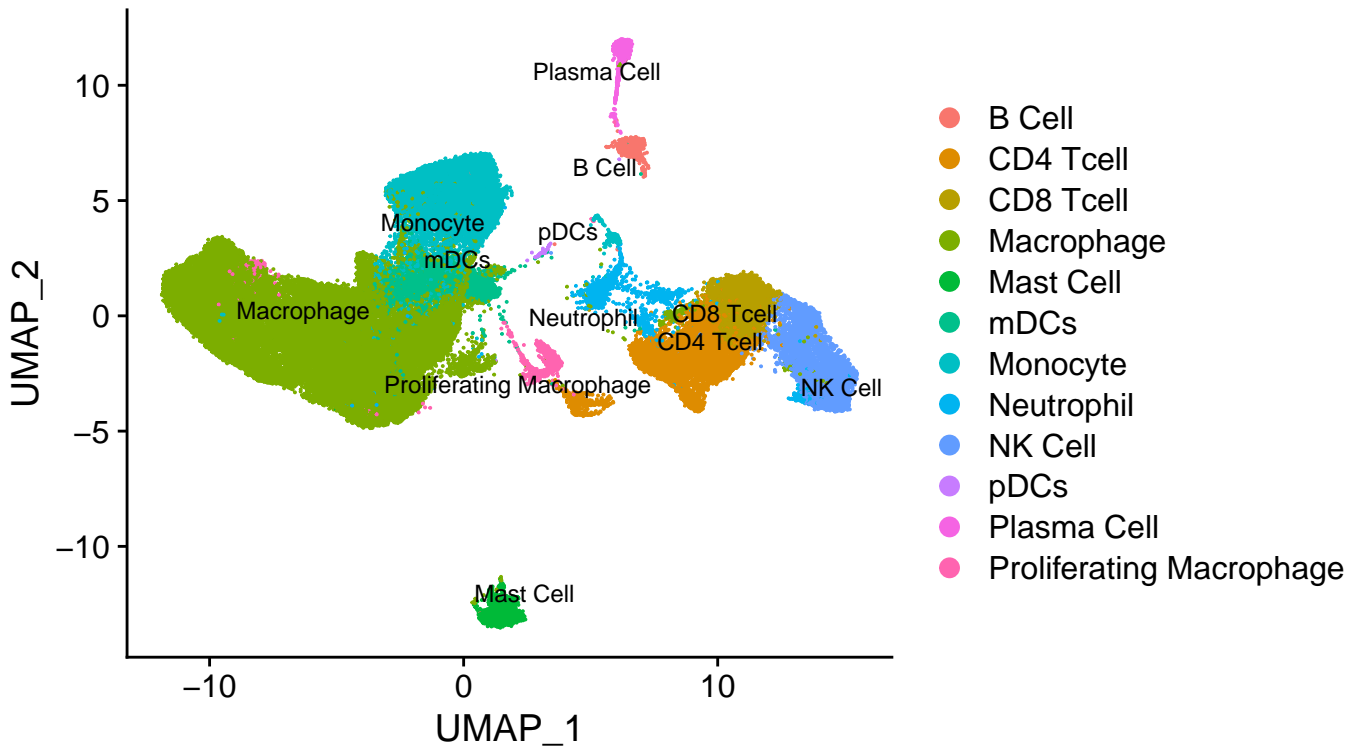 Plasma Cell
B Cell
Monocyte
pDCs
mDCs
Macrophage
Neutrophil
CD8 Tcell
CD4 Tcell
Proliferating Macrophage
NK Cell
Mast Cell
10
5
0
−5
−10
UMAP_2
−10
0
10
UMAP_1
B Cell
CD4 Tcell
CD8 Tcell
Macrophage
Mast Cell
mDCs
Monocyte
Neutrophil
NK Cell
pDCs
Plasma Cell
Proliferating Macrophage